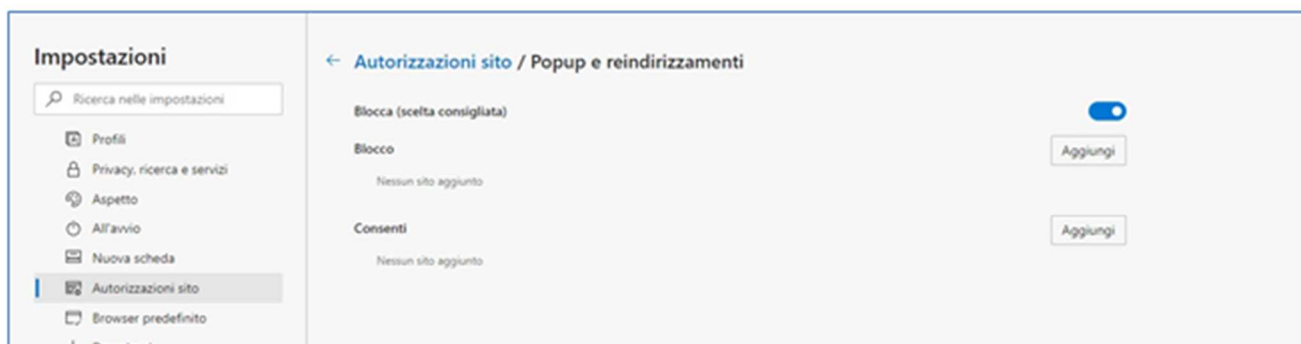 Impostazioni
Ricerca nelle impostazioni
Profili
Privacy, ricerca e servizi
Aspetto
All'avvio
Nuova scheda
Autorizzazioni sito
Browser predefinito
← Autorizzazioni sito / Popup e reindirizzamenti
Blocca (scelta consigliata)
Blocco Aggiungi
Nessun sito aggiunto
Consenti Aggiungi
Nessun sito aggiunto